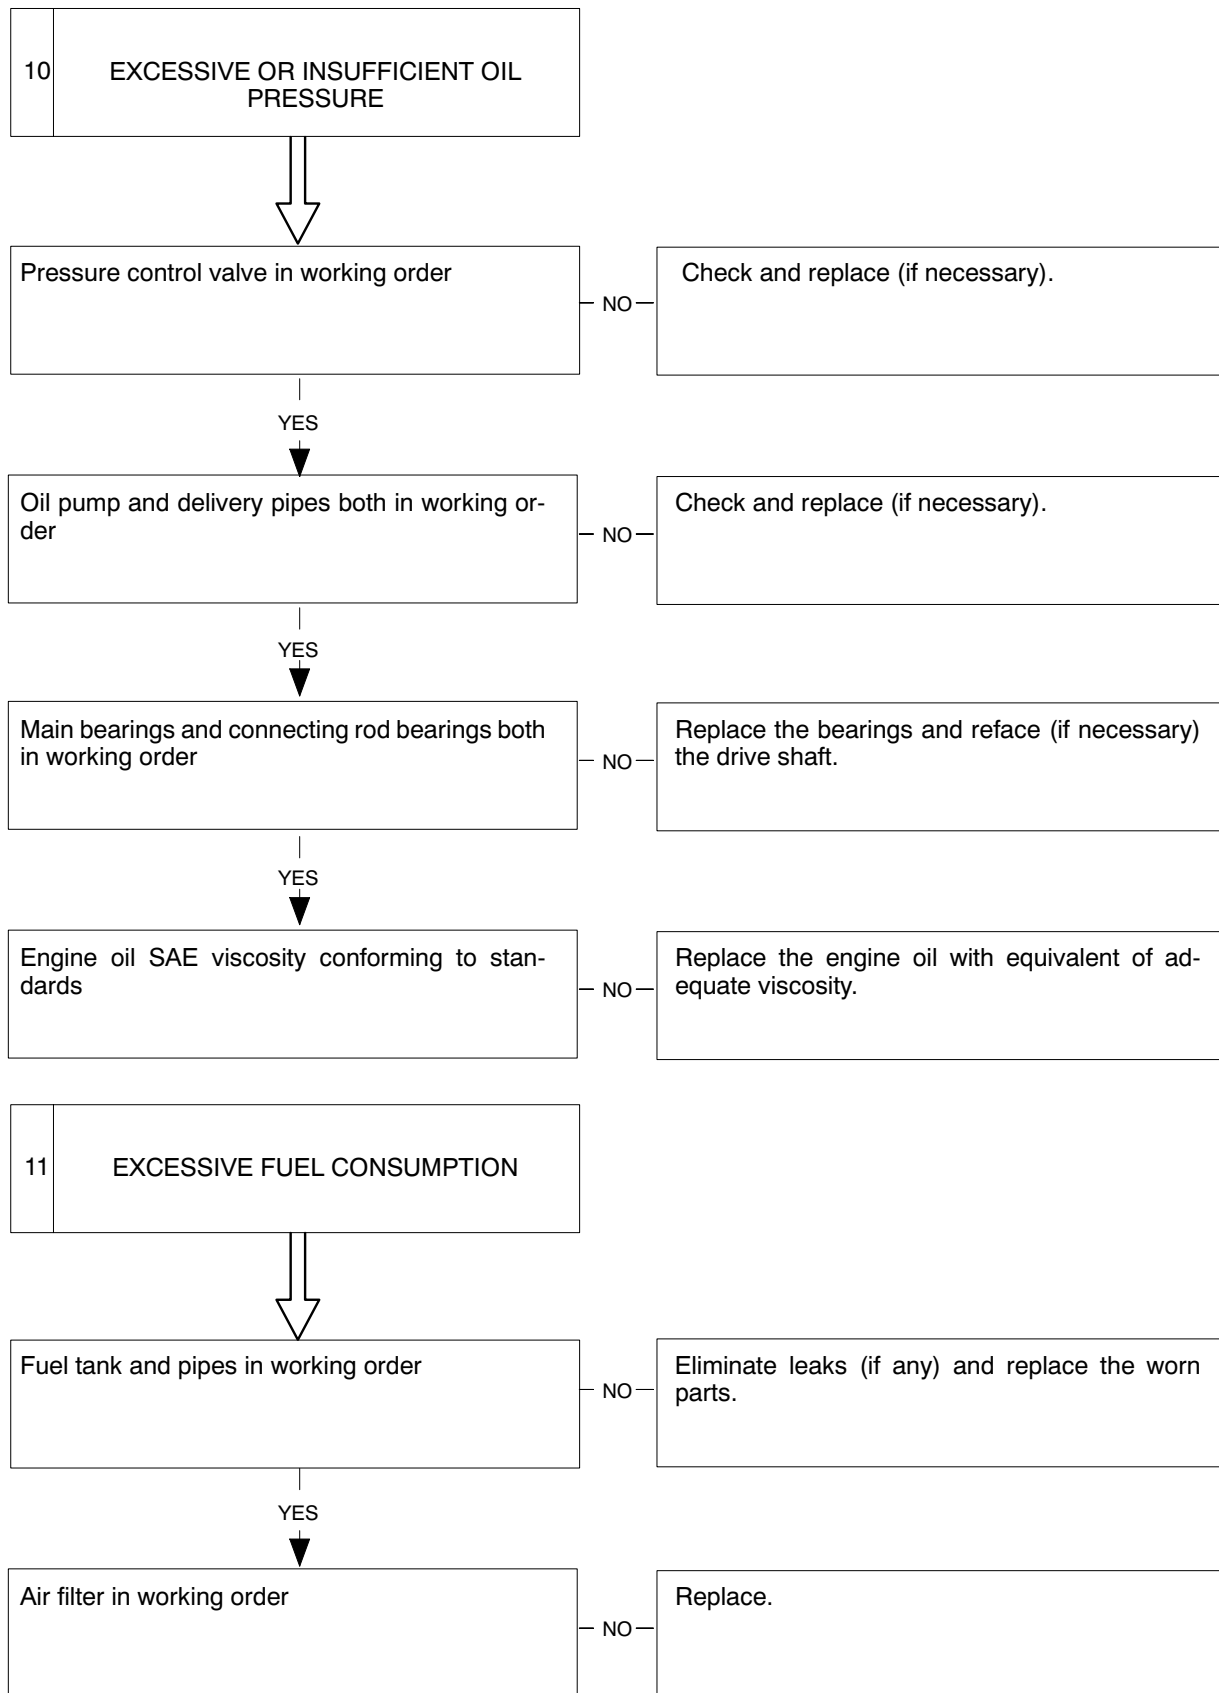 10
EXCESSIVE OR INSUFFICIENT OIL
PRESSURE
Pressure control valve in working order
NO
Check and replace (if necessary).
YES
Oil pump and delivery pipes both in working or-
der
NO
Check and replace (if necessary).
YES
Main bearings and connecting rod bearings both
in working order
NO
Replace the bearings and reface (if necessary)
the drive shaft.
YES
Engine oil SAE viscosity conforming to stan-
dards
NO
Replace the engine oil with equivalent of ad-
equate viscosity.
11
EXCESSIVE FUEL CONSUMPTION
Fuel tank and pipes in working order
NO
Eliminate leaks (if any) and replace the worn
parts.
YES
Air filter in working order
NO
Replace.